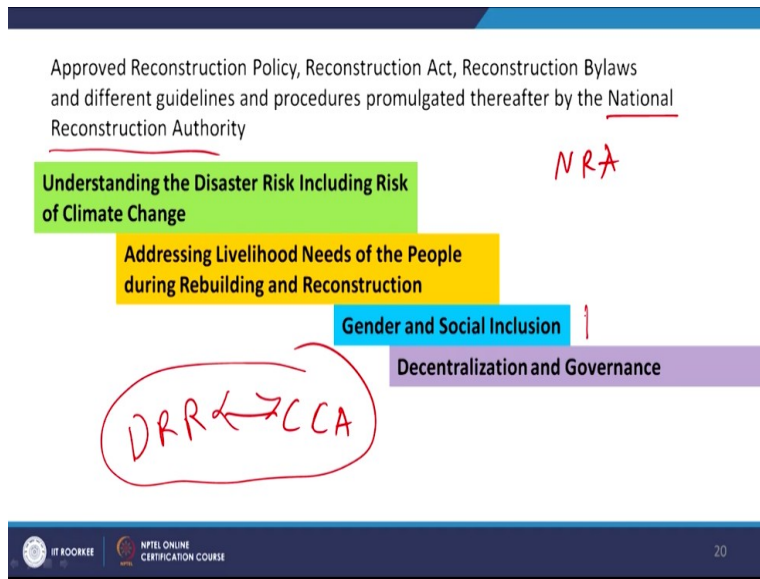 Approved Reconstruction Policy, Reconstruction Act, Reconstruction Bylaws
and different guidelines and procedures promulgated thereafter by the National
Reconstruction Authority
NRA
Understanding the Disaster Risk Including Risk
of Climate Change
Addressing Livelihood Needs of the People
during Rebuilding and Reconstruction
Gender and Social Inclusion
Decentralization and Governance
DRR ↔ CCA
IIT ROORKEE
NPTEL ONLINE
CERTIFICATION COURSE
20